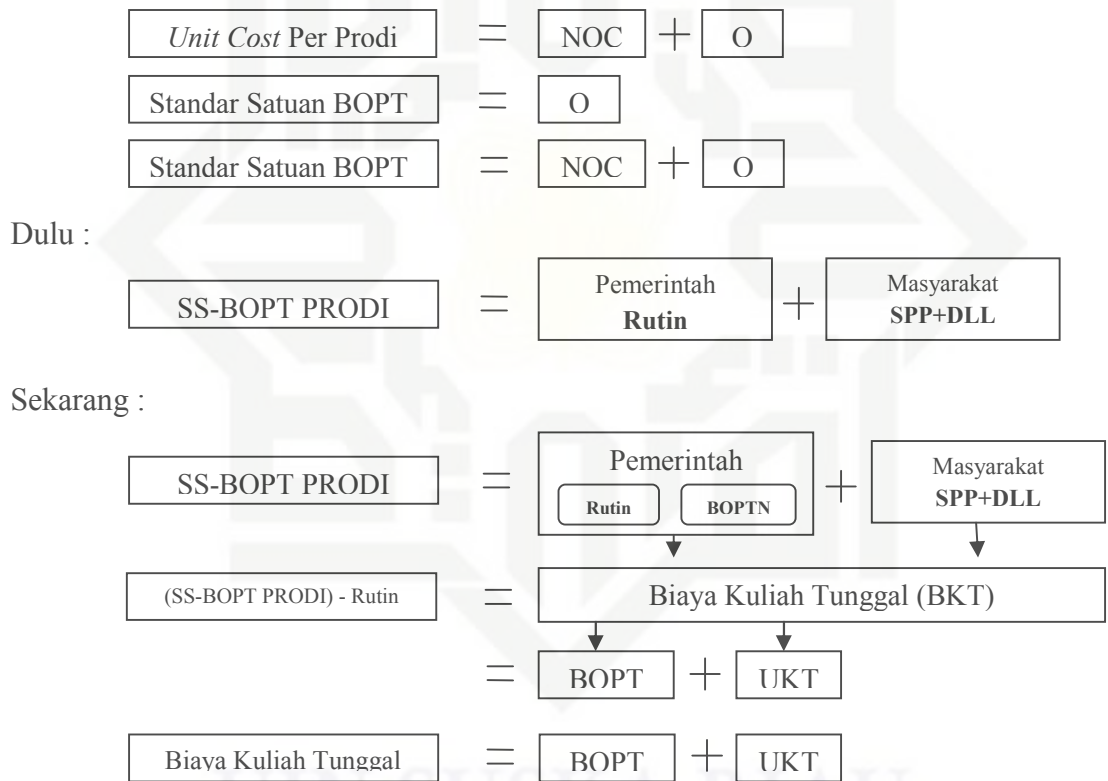 Unit Cost Per Prodi = NOC + O
Standar Satuan BOPT = O
Standar Satuan BOPT = NOC + O
Dulu :
SS-BOPT PRODI = Pemerintah Rutin + Masyarakat SPP+DLL
Sekarang :
SS-BOPT PRODI = Pemerintah Rutin BOPTN + Masyarakat SPP+DLL
(SS-BOPT PRODI) - Rutin = Biaya Kuliah Tunggal (BKT)
= BOPT + UKT
Biaya Kuliah Tunggal = BOPT + UKT